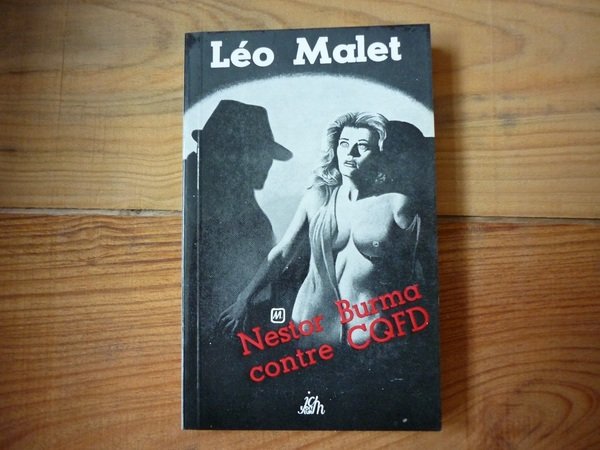 Léo Malet
M
Nestor Burma
contre CQFD